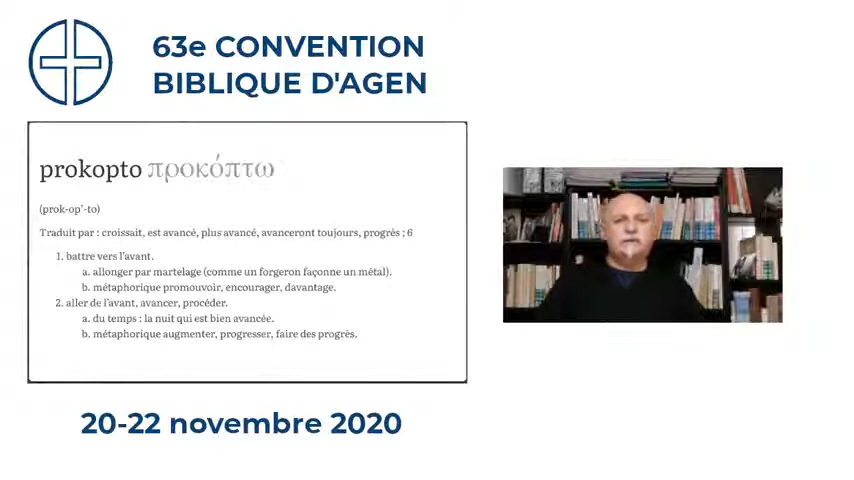 63e CONVENTION
BIBLIQUE D'AGEN
prokopto προκόπτω
(prok-op'-to)
Traduit par : croissait, est avancé, plus avancé, avanceront toujours, progrès ; 6
1. battre vers l'avant.
a. allonger par martelage (comme un forgeron façonne un métal).
b. métaphorique promouvoir, encourager, davantage.
2. aller de l'avant, avancer, procéder.
a. du temps : la nuit qui est bien avancée.
b. métaphorique augmenter, progresser, faire des progrès.
20-22 novembre 2020